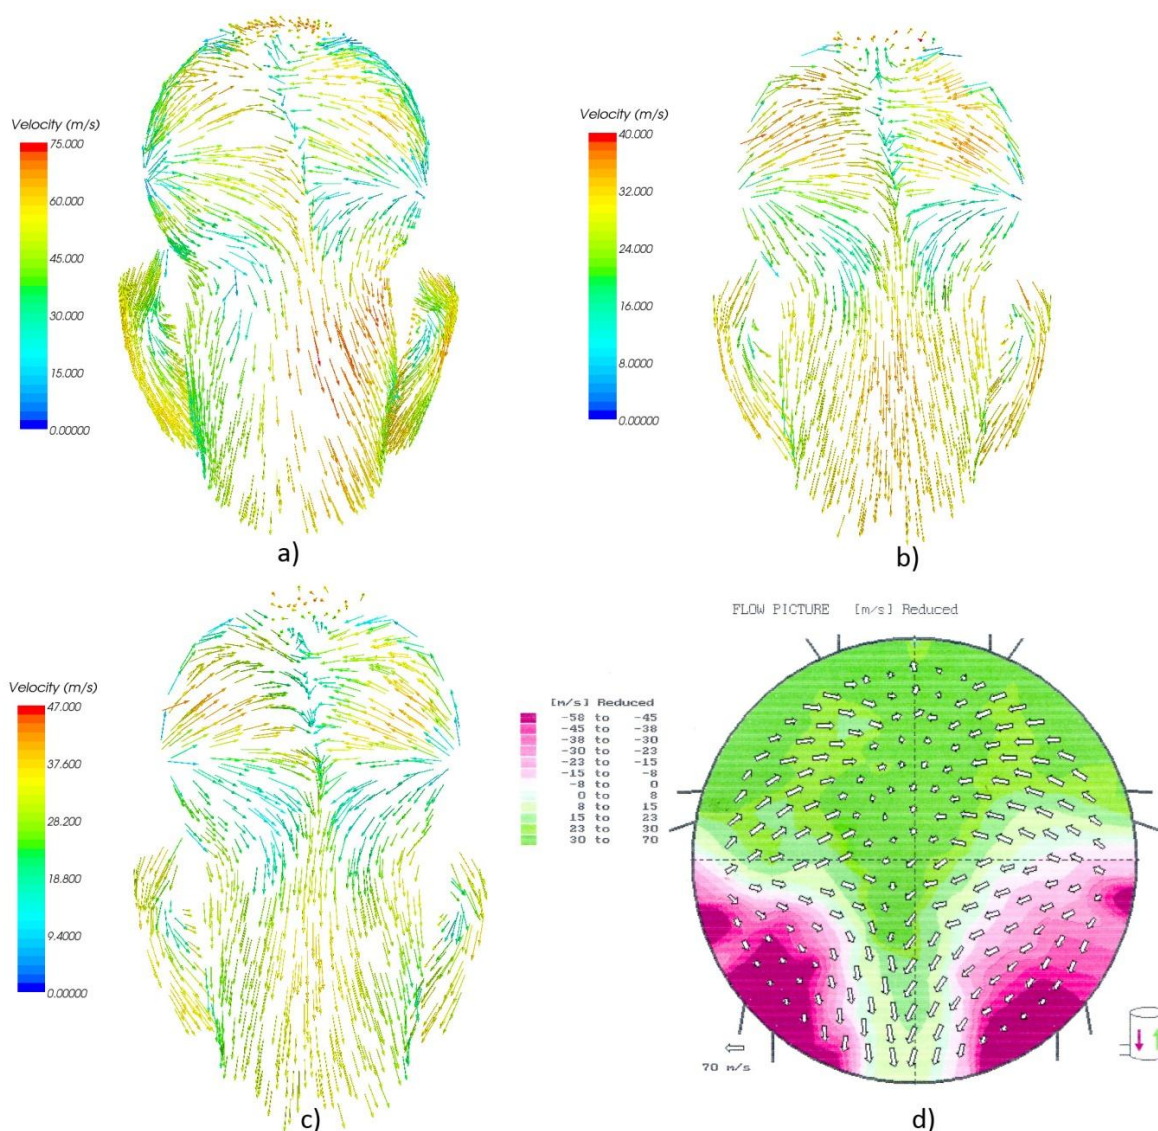 Velocity (m/s)
75.000
60.000
45.000
30.000
15.000
0.00000
a)
Velocity (m/s)
40.000
32.000
24.000
16.000
8.0000
0.00000
b)
Velocity (m/s)
47.000
37.600
28.200
18.800
9.4000
0.00000
c)
FLOW PICTURE [m/s] Reduced
[m/s] Reduced
-58 to -45
-45 to -38
-38 to -30
-30 to -23
-23 to -15
-15 to -8
-8 to 0
0 to 8
8 to 15
15 to 23
23 to 30
30 to 70
70 m/s
d)